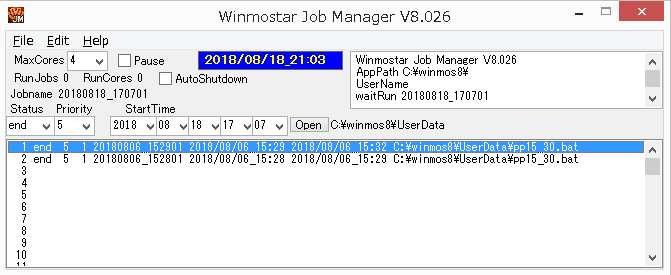 Winmostar Job Manager V8.026
File Edit Help
MaxCores 4 Pause 2018/08/18_21:03
RunJobs 0 RunCores 0 AutoShutdown
Jobname 20180818_170701
Winmostar Job Manager V8.026
AppPath C:¥winmos8¥
UserName
waitRun 20180818_170701
Status Priority StartTime
end 5 2018 08 18 17 07 Open C:¥winmos8¥UserData
1 end 5 1 20180806_152901 2018/08/06_15:29 2018/08/06_15:32 C:¥winmos8¥UserData¥pp15_30.bat
2 end 5 1 20180806_152801 2018/08/06_15:28 2018/08/06_15:29 C:¥winmos8¥UserData¥pp15_30.bat
3
4
5
6
7
8
9
10
11